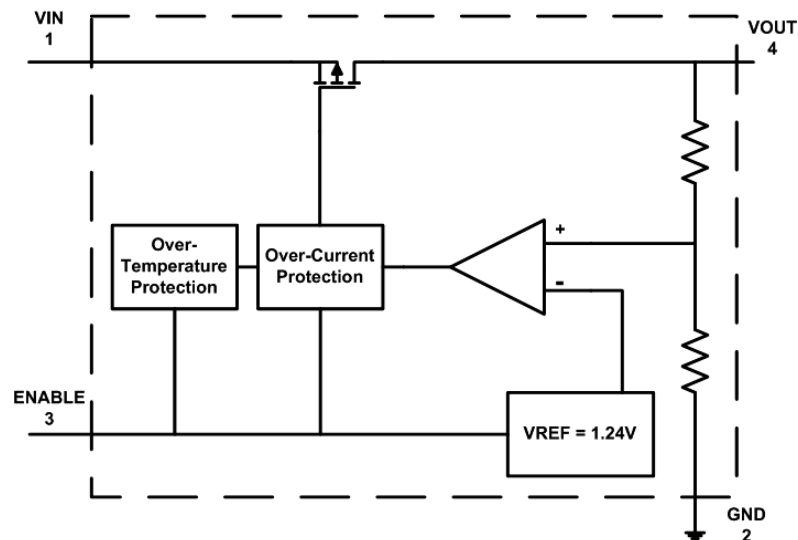 VIN
1
VOUT
4
+
Over-
Temperature
Protection
Over-Current
Protection
-
ENABLE
3
VREF = 1.24V
GND
2